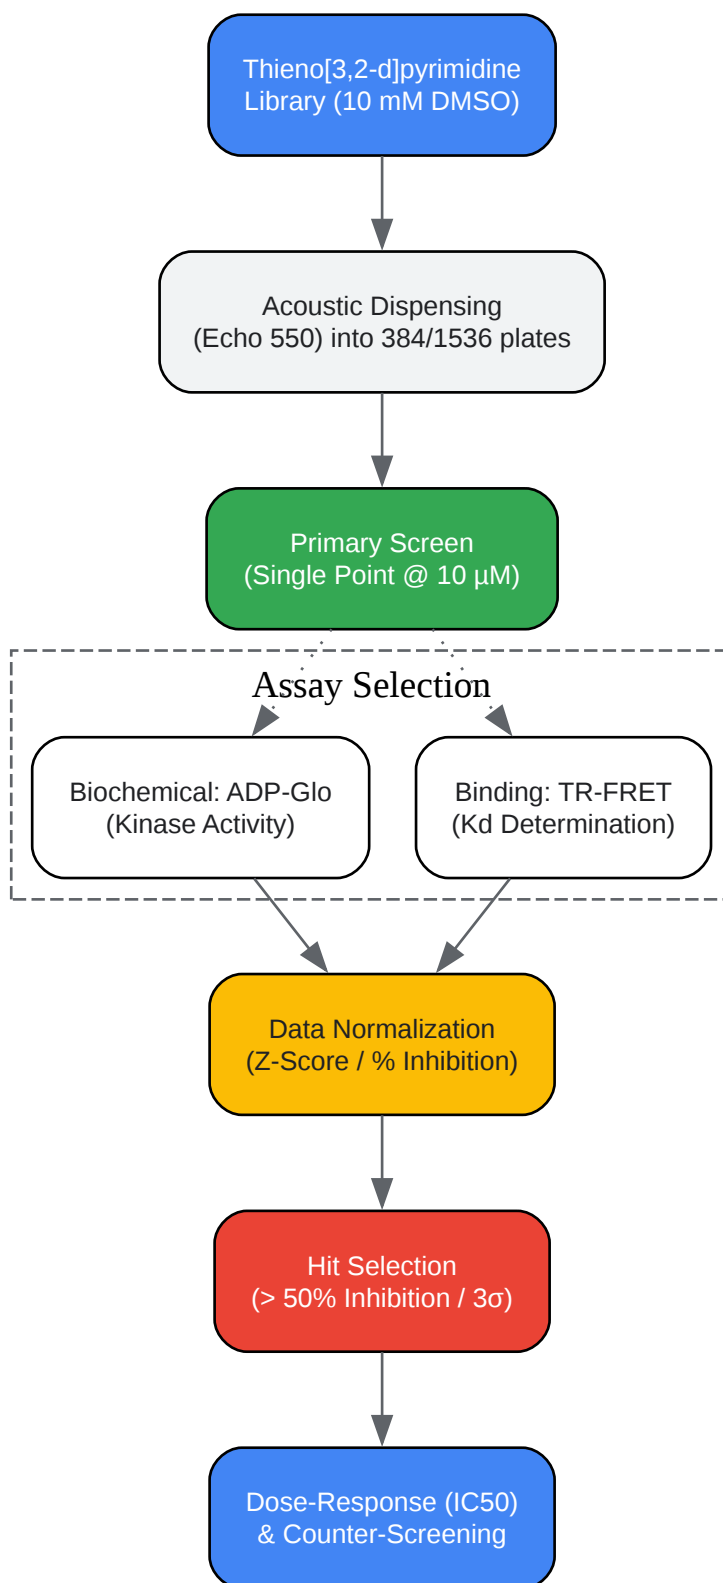 Thieno[3,2-d]pyrimidine
Library (10 mM DMSO)
Acoustic Dispensing
(Echo 550) into 384/1536 plates
Primary Screen
(Single Point @ 10 µM)
Assay Selection
Biochemical: ADP-Glo
(Kinase Activity)
Binding: TR-FRET
(Kd Determination)
Data Normalization
(Z-Score / % Inhibition)
Hit Selection
(> 50% Inhibition / 3σ)
Dose-Response (IC50)
& Counter-Screening